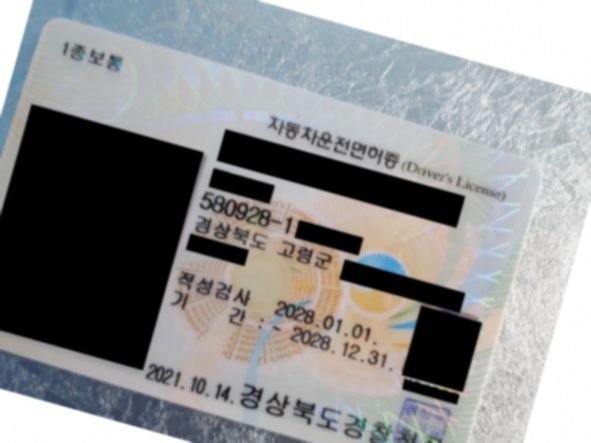 1종보통
자동차운전면허증 (Driver's License)
580928-1
경상북도 고령군
적성검사 2028.01.01.
기 간 : ~ 2028.12.31.
2021.10.14. 경상북도경찰청장